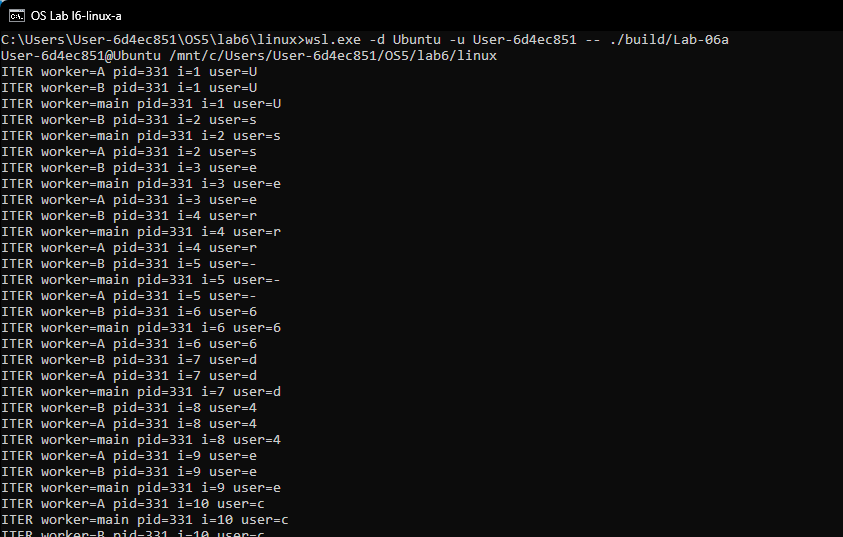 OS Lab l6-linux-a
C:\Users\User-6d4ec851\OS5\lab6\linux>wsl.exe -d Ubuntu -u User-6d4ec851 -- ./build/Lab-06a
User-6d4ec851@Ubuntu /mnt/c/Users/User-6d4ec851/OS5/lab6/linux
ITER worker=A pid=331 i=1 user=U
ITER worker=B pid=331 i=1 user=U
ITER worker=main pid=331 i=1 user=U
ITER worker=B pid=331 i=2 user=s
ITER worker=main pid=331 i=2 user=s
ITER worker=A pid=331 i=2 user=s
ITER worker=B pid=331 i=3 user=e
ITER worker=main pid=331 i=3 user=e
ITER worker=A pid=331 i=3 user=e
ITER worker=B pid=331 i=4 user=r
ITER worker=main pid=331 i=4 user=r
ITER worker=A pid=331 i=4 user=r
ITER worker=B pid=331 i=5 user=-
ITER worker=main pid=331 i=5 user=-
ITER worker=A pid=331 i=5 user=-
ITER worker=B pid=331 i=6 user=6
ITER worker=main pid=331 i=6 user=6
ITER worker=A pid=331 i=6 user=6
ITER worker=B pid=331 i=7 user=d
ITER worker=A pid=331 i=7 user=d
ITER worker=main pid=331 i=7 user=d
ITER worker=B pid=331 i=8 user=4
ITER worker=A pid=331 i=8 user=4
ITER worker=main pid=331 i=8 user=4
ITER worker=A pid=331 i=9 user=e
ITER worker=B pid=331 i=9 user=e
ITER worker=main pid=331 i=9 user=e
ITER worker=A pid=331 i=10 user=c
ITER worker=main pid=331 i=10 user=c
ITER worker=B pid=331 i=10 user=c